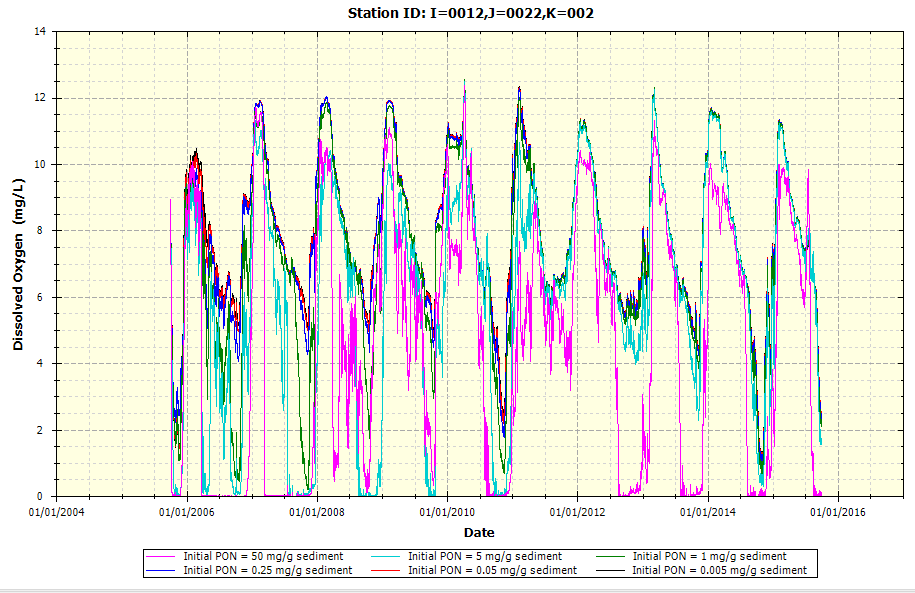 Station ID: I=0012,J=0022,K=002
14
12
10
8
6
4
2
0
Dissolved Oxygen (mg/L)
01/01/2004 01/01/2006 01/01/2008 01/01/2010 01/01/2012 01/01/2014 01/01/2016
Date
Initial PON = 50 mg/g sediment Initial PON = 5 mg/g sediment Initial PON = 1 mg/g sediment
Initial PON = 0.25 mg/g sediment Initial PON = 0.05 mg/g sediment Initial PON = 0.005 mg/g sediment